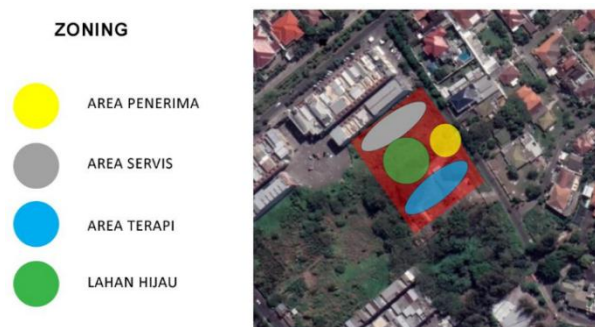 ZONING
AREA PENERIMA
AREA SERVIS
AREA TERAPI
LAHAN HIJAU